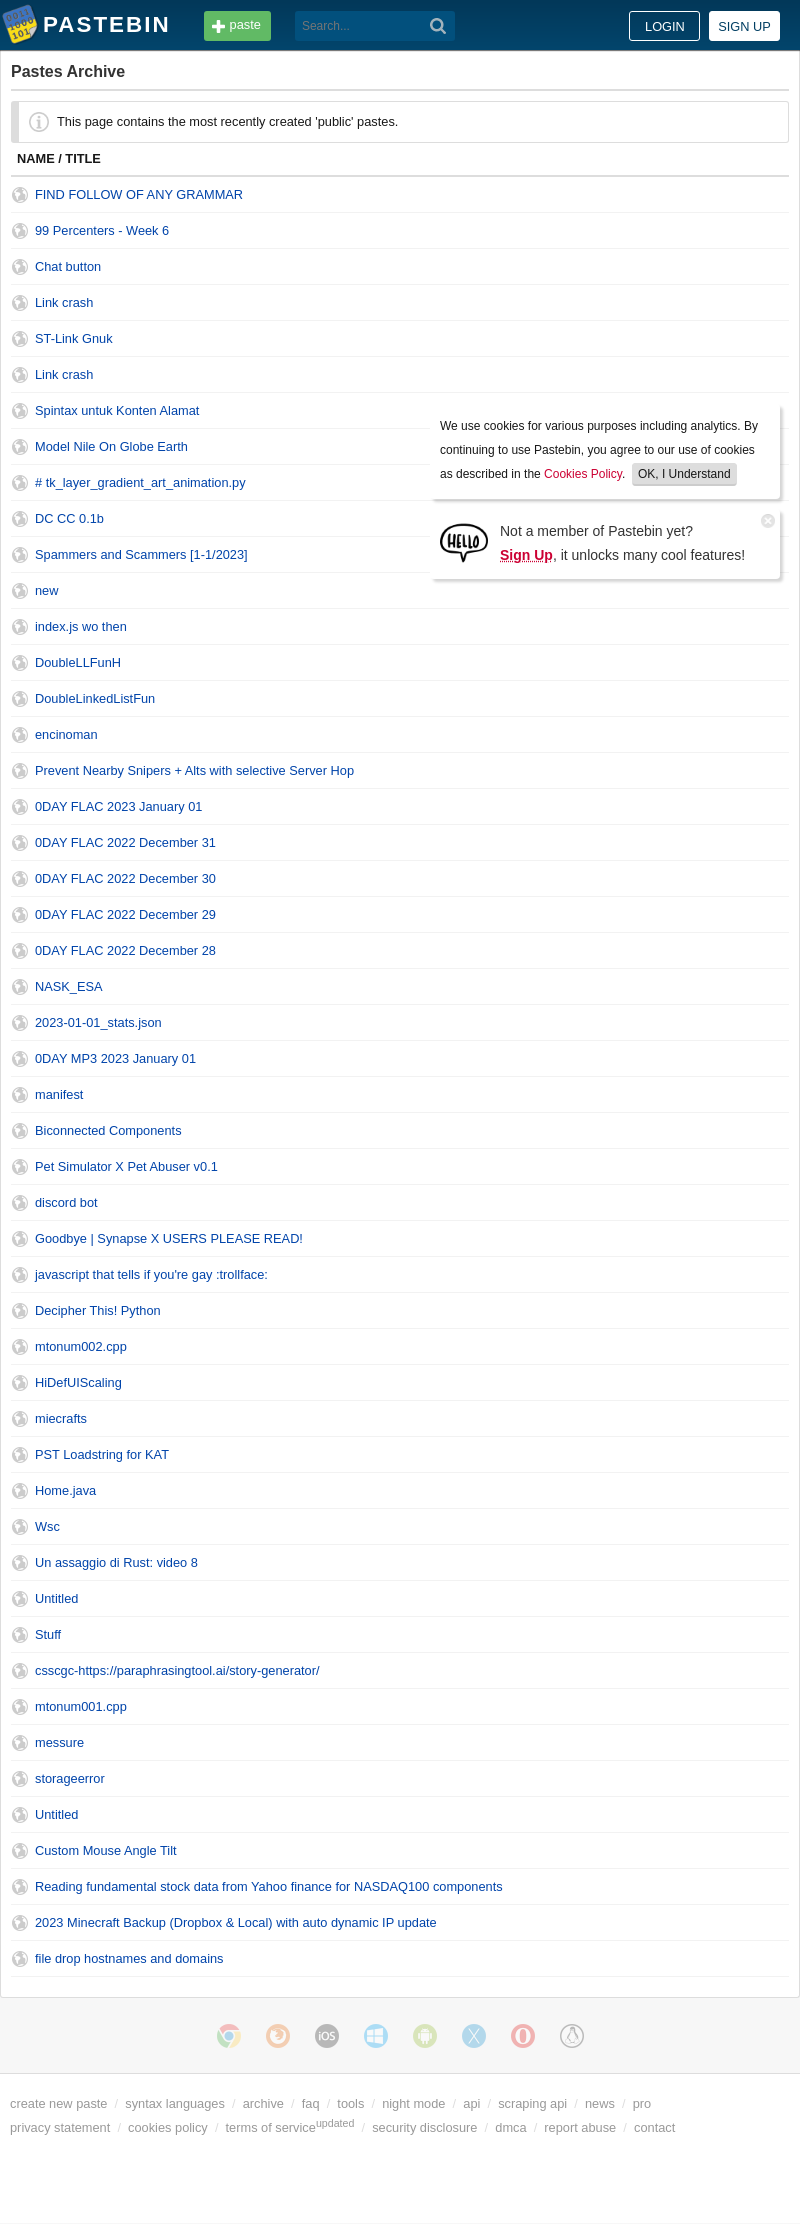 PASTEBIN paste Search... LOGIN SIGN UP
Pastes Archive
This page contains the most recently created 'public' pastes.
NAME / TITLE
FIND FOLLOW OF ANY GRAMMAR
99 Percenters - Week 6
Chat button
Link crash
ST-Link Gnuk
Link crash
Spintax untuk Konten Alamat
Model Nile On Globe Earth
# tk_layer_gradient_art_animation.py
DC CC 0.1b
Spammers and Scammers [1-1/2023]
We use cookies for various purposes including analytics. By
continuing to use Pastebin, you agree to our use of cookies
as described in the Cookies Policy. OK, I Understand
HELLO
Not a member of Pastebin yet?
Sign Up, it unlocks many cool features!
new
index.js wo then
DoubleLLFunH
DoubleLinkedListFun
encinoman
Prevent Nearby Snipers + Alts with selective Server Hop
0DAY FLAC 2023 January 01
0DAY FLAC 2022 December 31
0DAY FLAC 2022 December 30
0DAY FLAC 2022 December 29
0DAY FLAC 2022 December 28
NASK_ESA
2023-01-01_stats.json
0DAY MP3 2023 January 01
manifest
Biconnected Components
Pet Simulator X Pet Abuser v0.1
discord bot
Goodbye | Synapse X USERS PLEASE READ!
javascript that tells if you're gay :trollface:
Decipher This! Python
mtonum002.cpp
HiDefUIScaling
miecrafts
PST Loadstring for KAT
Home.java
Wsc
Un assaggio di Rust: video 8
Untitled
Stuff
csscgc-https://paraphrasingtool.ai/story-generator/
mtonum001.cpp
messure
storageerror
Untitled
Custom Mouse Angle Tilt
Reading fundamental stock data from Yahoo finance for NASDAQ100 components
2023 Minecraft Backup (Dropbox & Local) with auto dynamic IP update
file drop hostnames and domains
iOS
create new paste / syntax languages / archive / faq / tools / night mode / api / scraping api / news / pro
privacy statement / cookies policy / terms of service updated / security disclosure / dmca / report abuse / contact